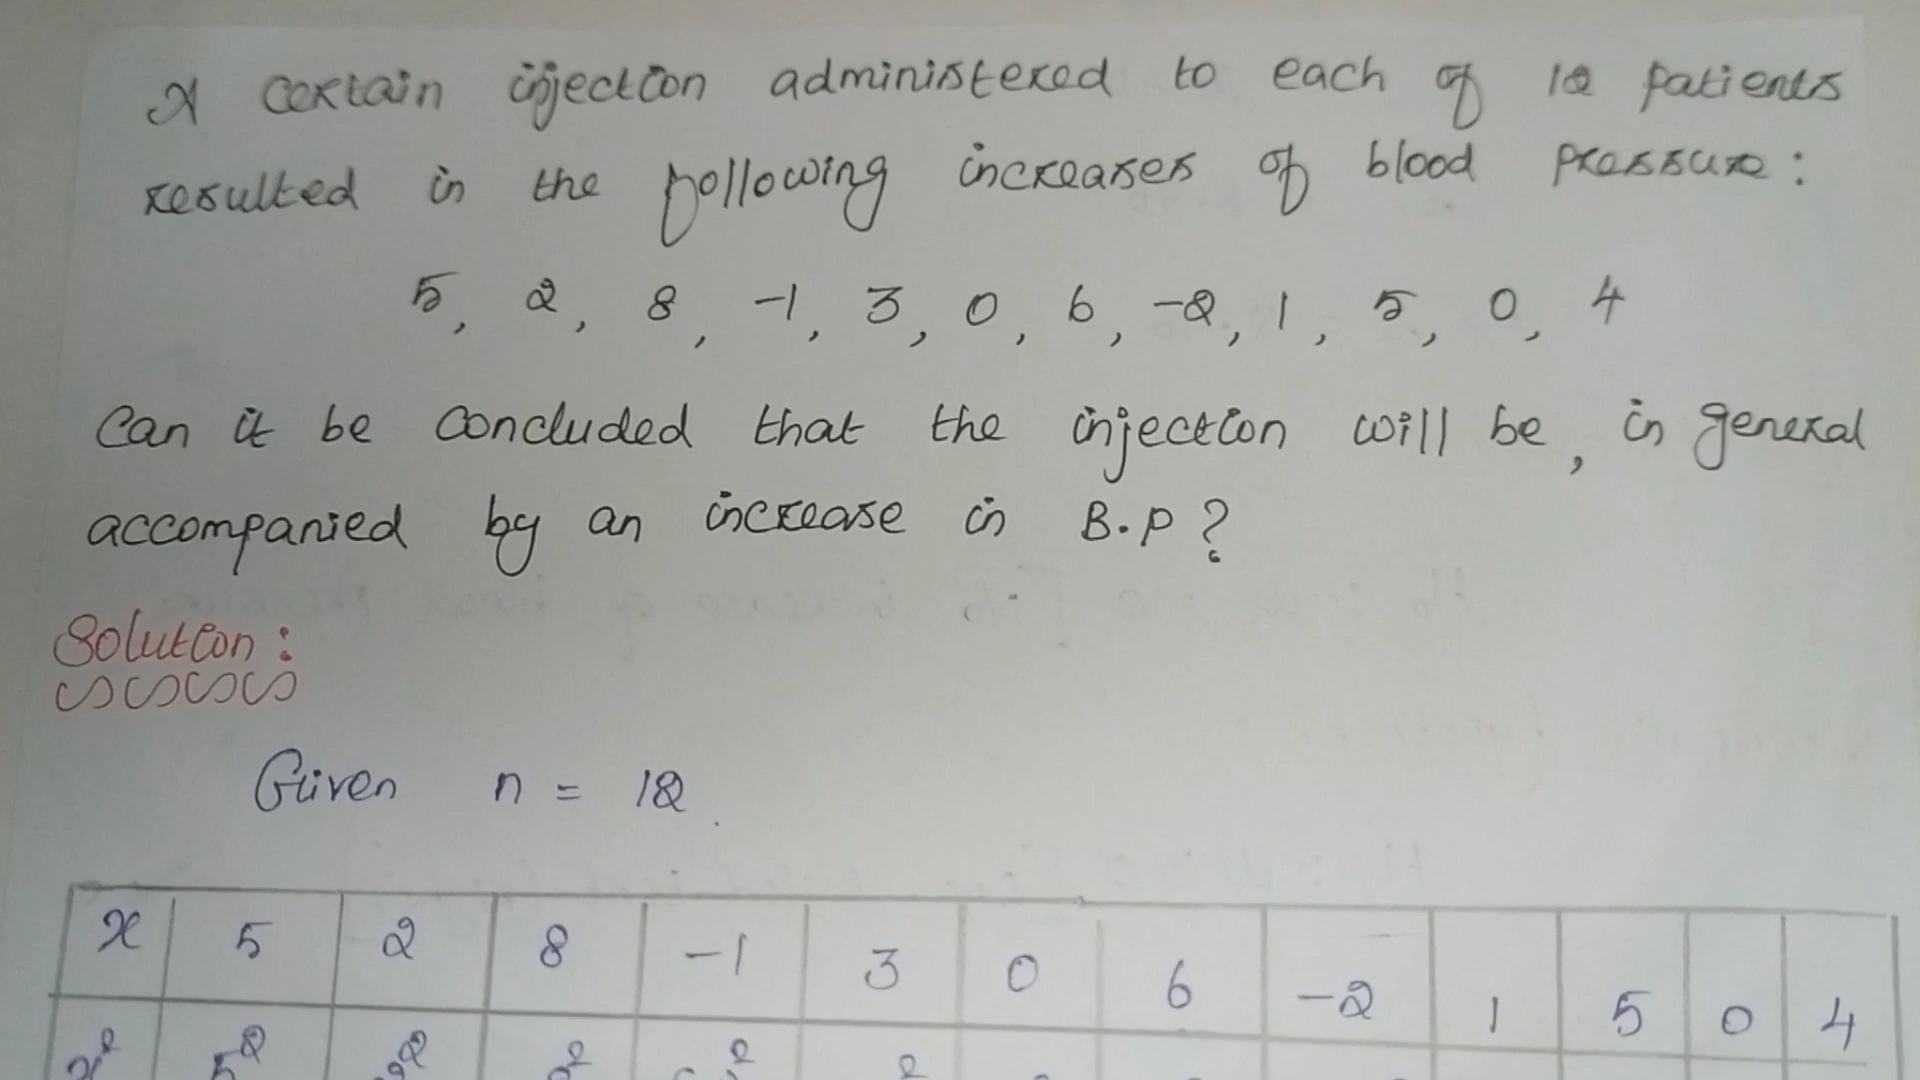 A certain injection administered to each of 12 patients
resulted in the following increases of blood pressure:
5, 2, 8, -1, 3, 0, 6, -2, 1, 5, 0, 4
Can it be concluded that the injection will be, in general
accompanied by an increase in B.P?
Solution:
Given n = 12
x 5 2 8 -1 3 0 6 -2 1 5 0 4
x² 5²